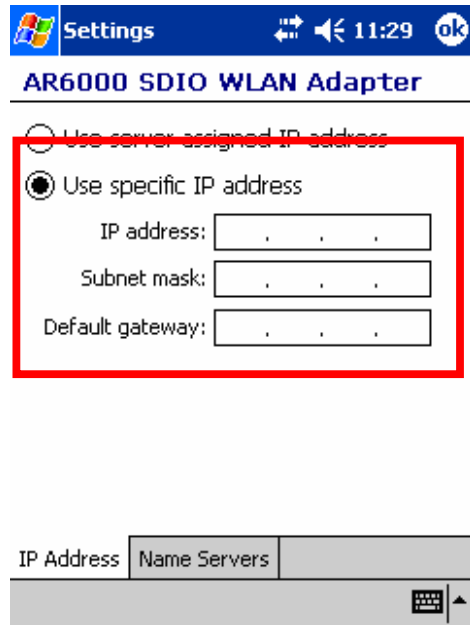 Settings 11:29 ok
AR6000 SDIO WLAN Adapter
Use server assigned IP address
Use specific IP address
IP address: . . .
Subnet mask: . . .
Default gateway: . . .
IP Address Name Servers